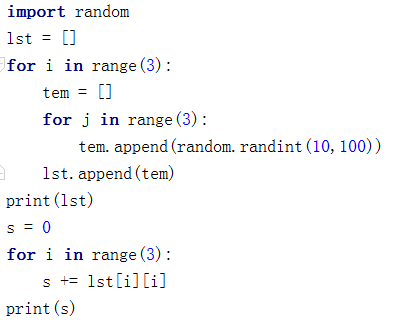 import random
lst = []
for i in range(3):
    tem = []
    for j in range(3):
        tem.append(random.randint(10,100))
    lst.append(tem)
print(lst)
s = 0
for i in range(3):
    s += lst[i][i]
print(s)